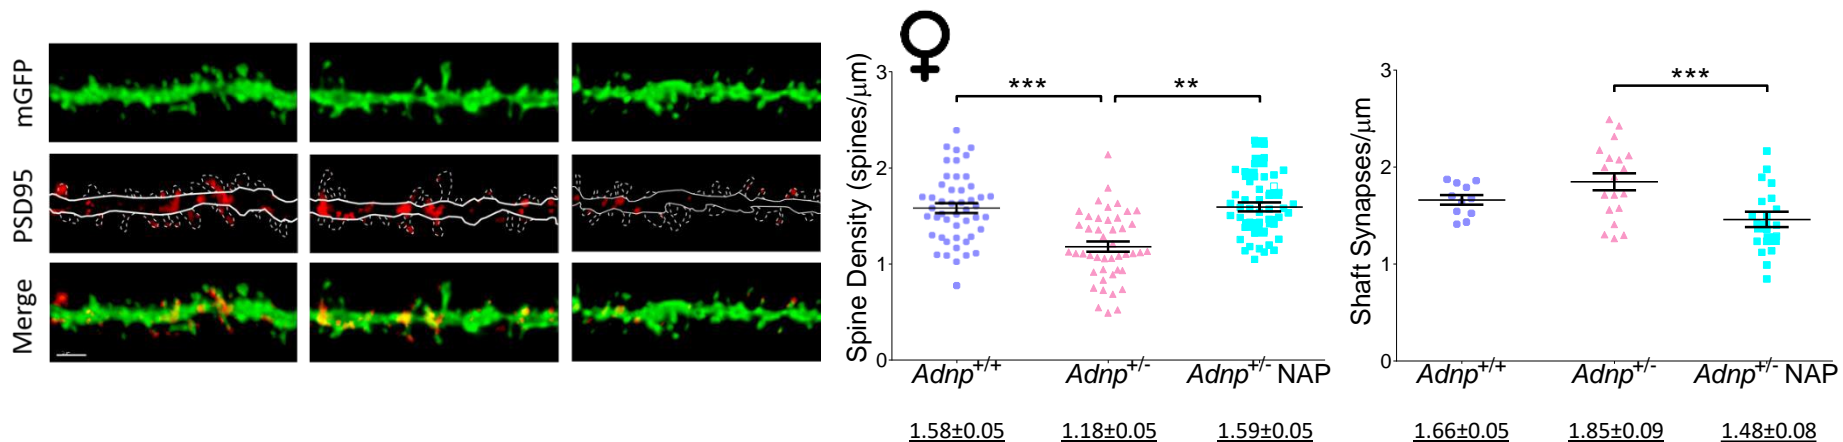 mGFP
PSD95
Merge
Spine Density (spines/μm)
3
2
1
0
***
**
Adnp+/+
Adnp+/-
Adnp+/- NAP
1.58±0.05
1.18±0.05
1.59±0.05
Shaft Synapses/μm
3
2
1
0
***
Adnp+/+
Adnp+/-
Adnp+/- NAP
1.66±0.05
1.85±0.09
1.48±0.08